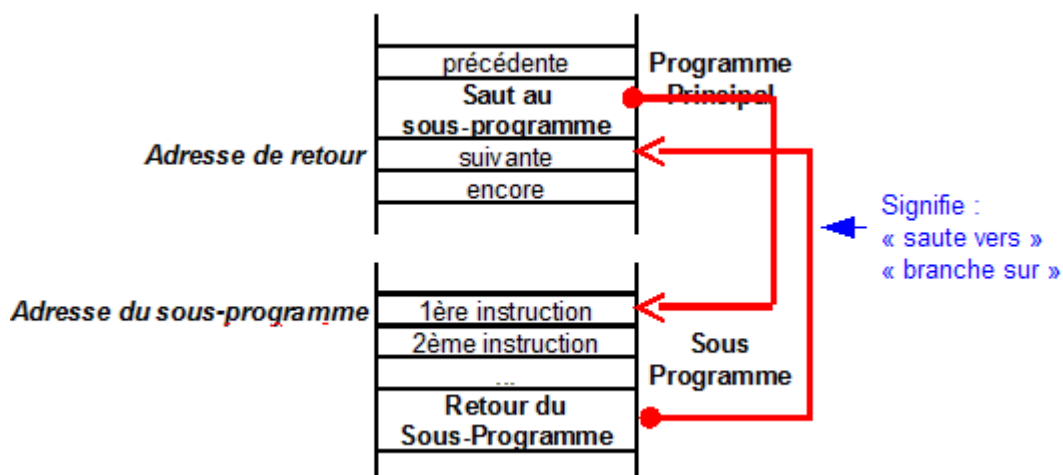 précédente
Programme
Principal
Saut au
sous-programme
Adresse de retour
suivante
encore
Signifie :
« saute vers »
« branche sur »
Adresse du sous-programme
1ère instruction
2ème instruction
Sous
Programme
...
Retour du
Sous-Programme